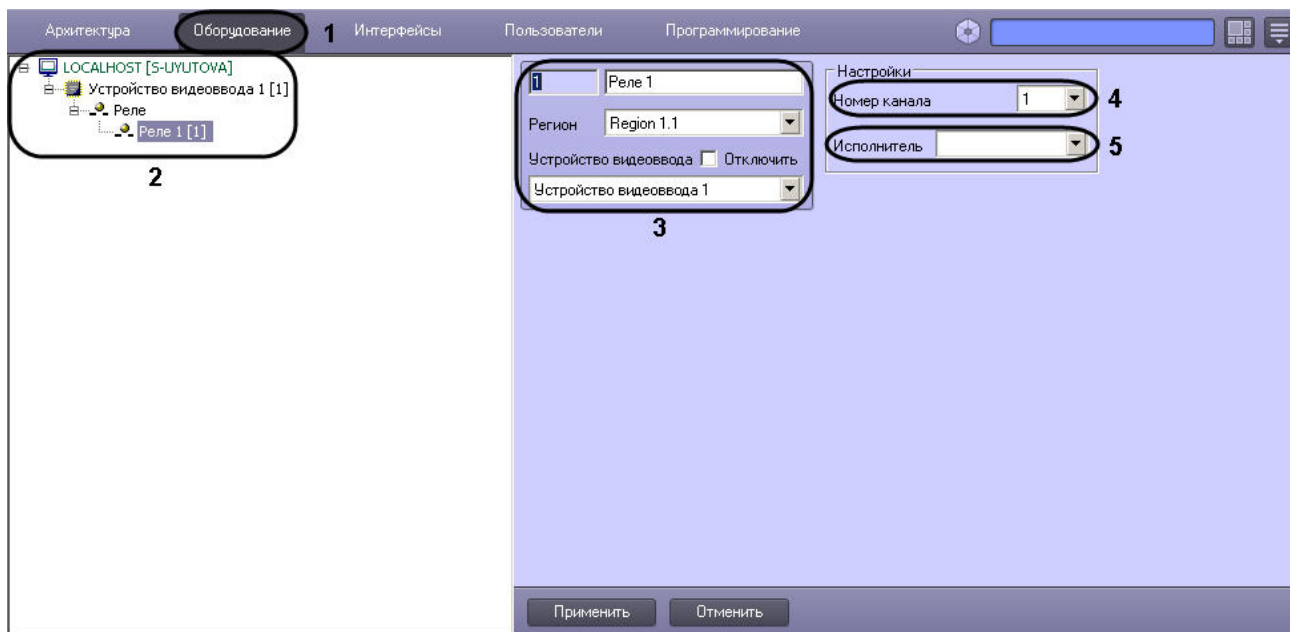 Архитектура Оборудование 1 Интерфейсы Пользователи Программирование
LOCALHOST [S-UYUTOVA]
Устройство видеоввода 1 [1]
Реле
Реле 1 [1]
2
1 Реле 1
Регион Region 1.1
Устройство видеоввода Отключить
Устройство видеоввода 1
3
Настройки
Номер канала 1 4
Исполнитель 5
Применить Отменить